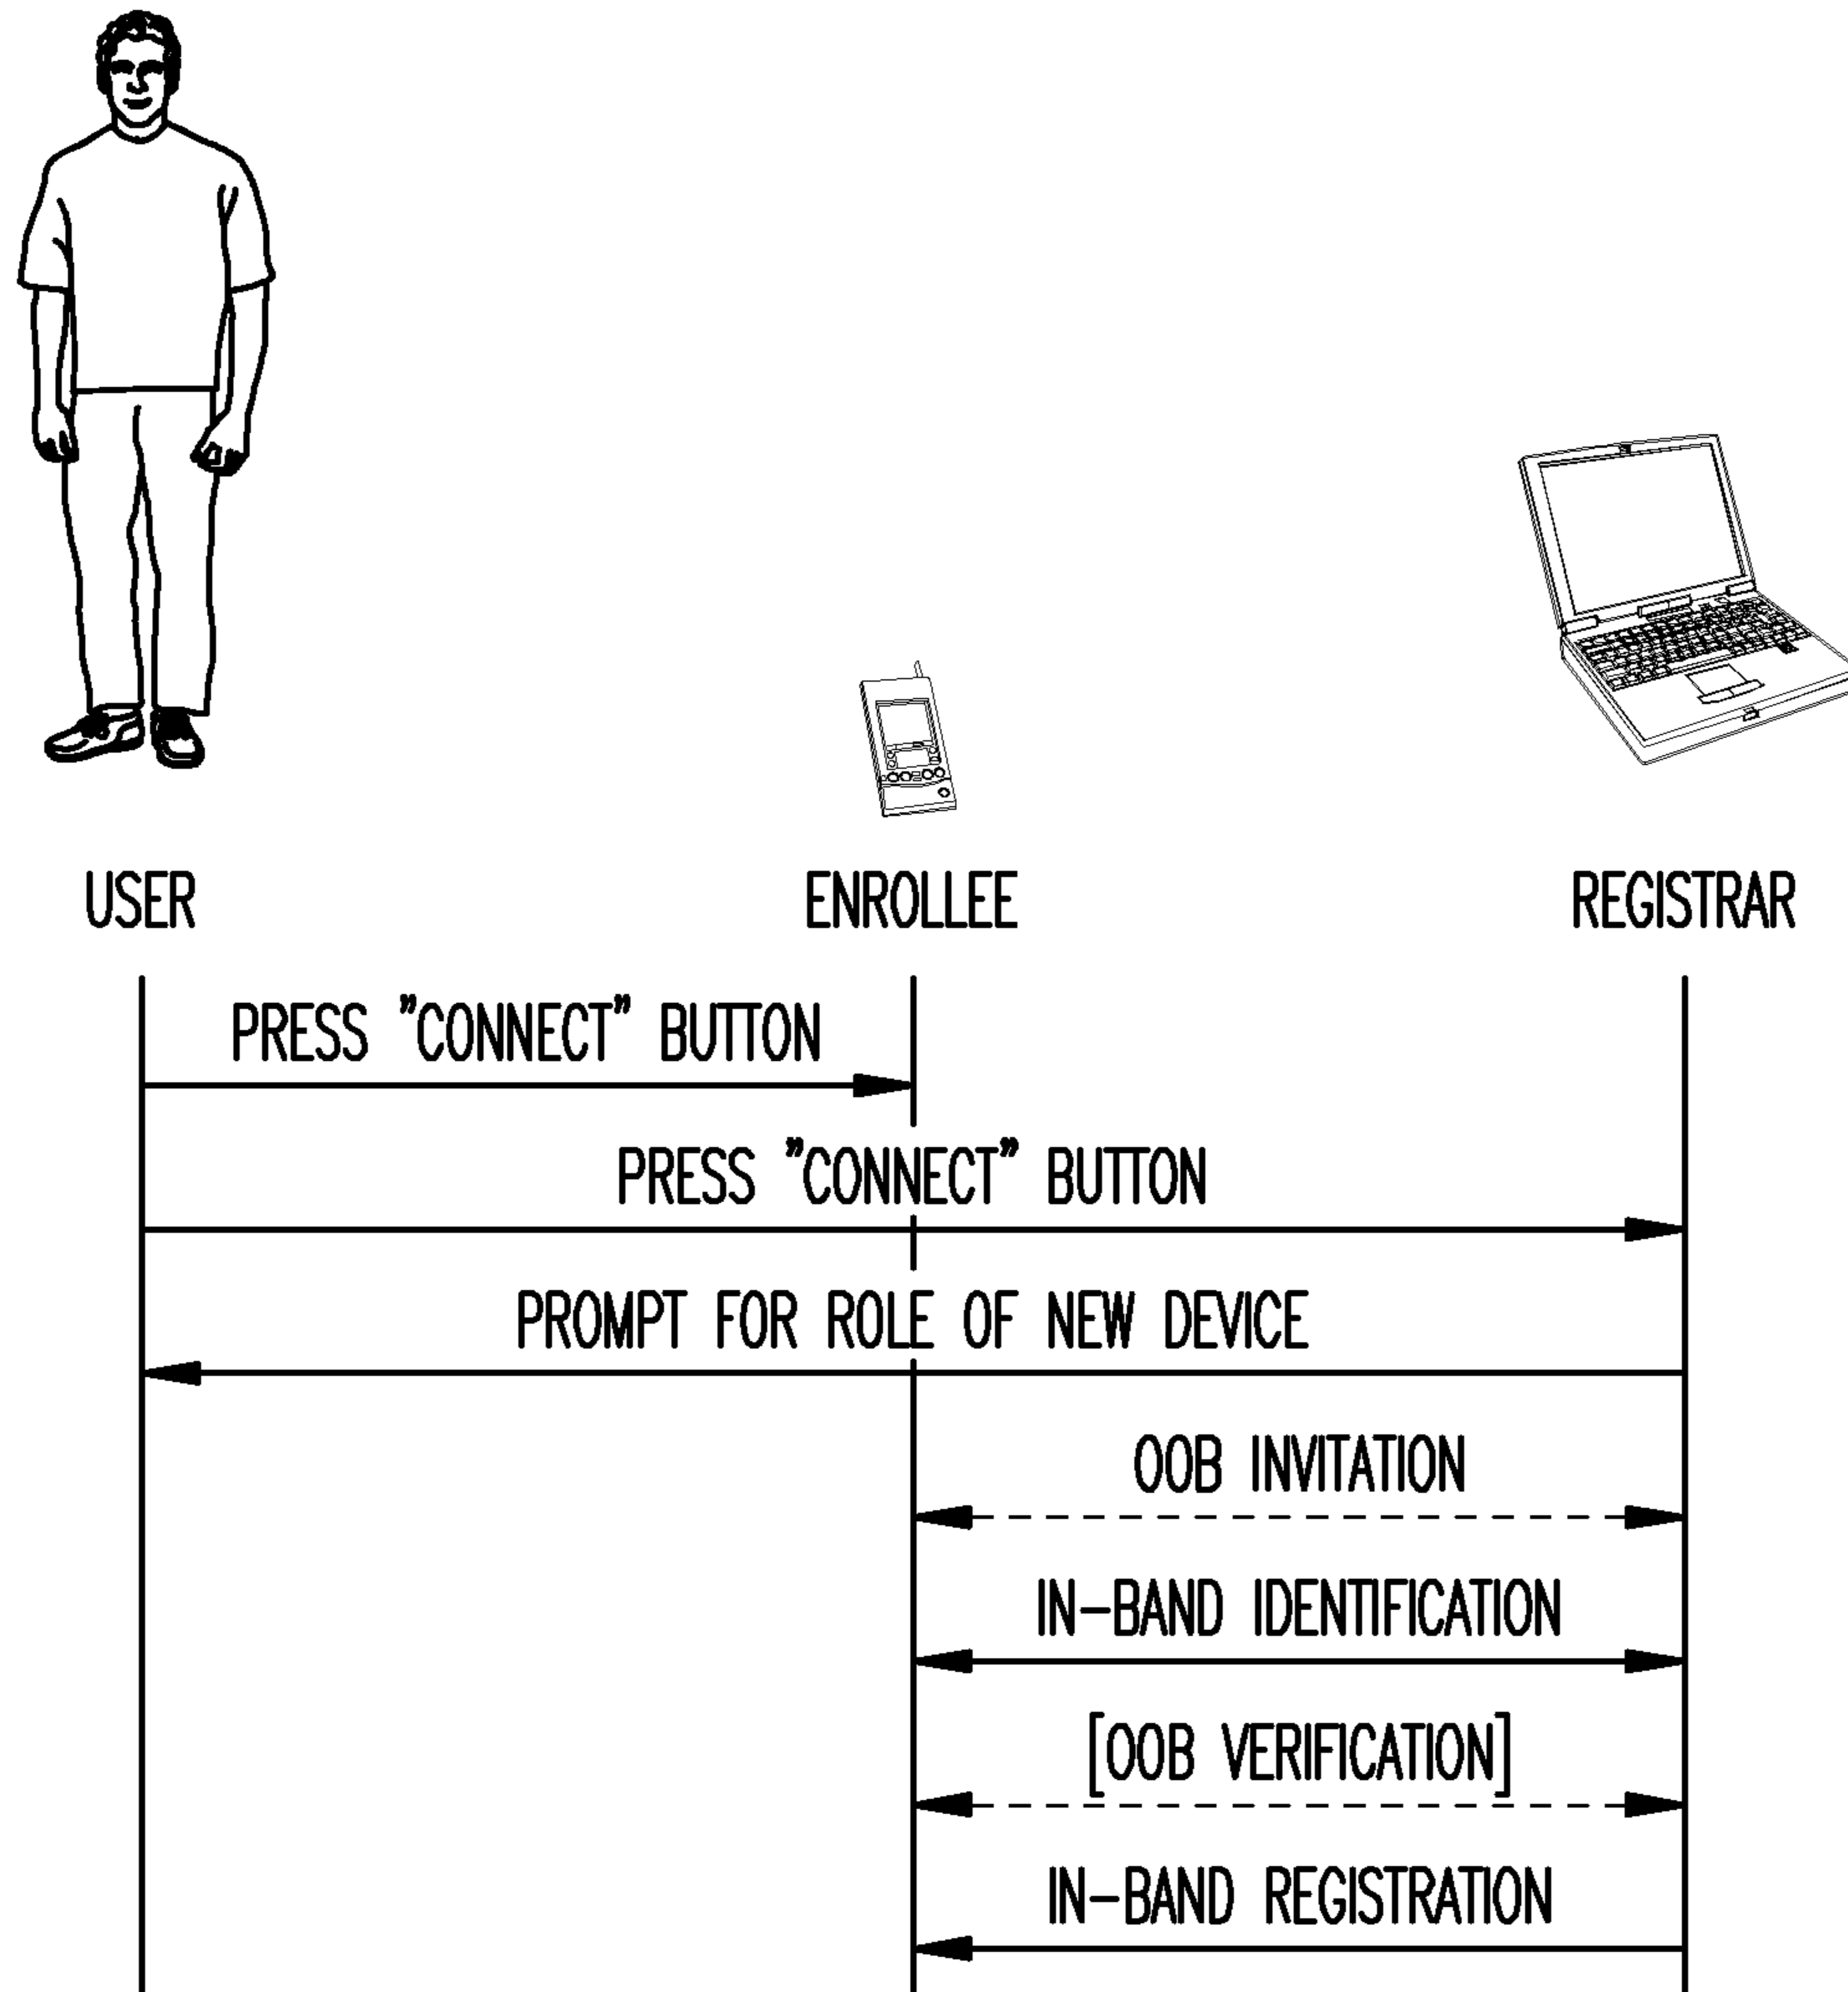 USER
ENROLLEE
REGISTRAR
PRESS "CONNECT" BUTTON
PRESS "CONNECT" BUTTON
PROMPT FOR ROLE OF NEW DEVICE
OOB INVITATION
IN-BAND IDENTIFICATION
[OOB VERIFICATION]
IN-BAND REGISTRATION